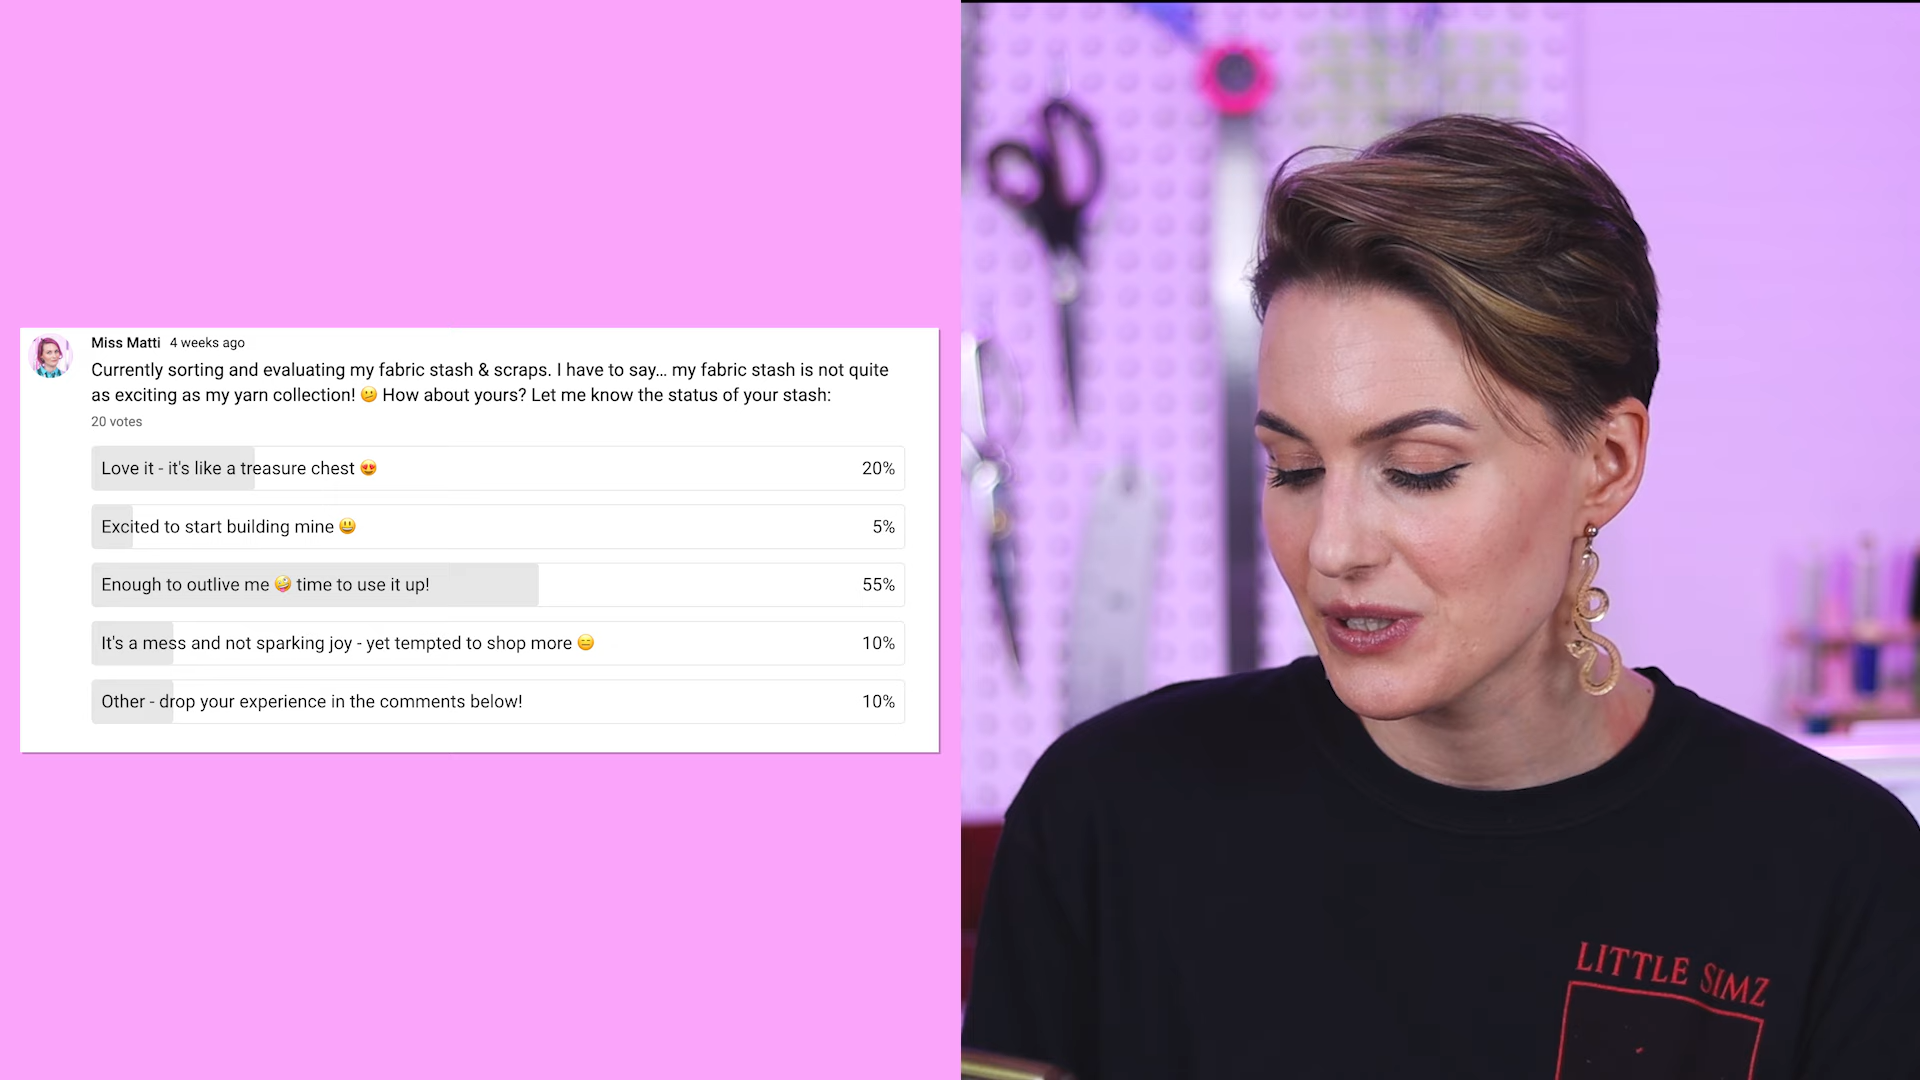 Miss Matti 4 weeks ago
Currently sorting and evaluating my fabric stash & scraps. I have to say... my fabric stash is not quite
as exciting as my yarn collection! 🫤 How about yours? Let me know the status of your stash:
20 votes
Love it - it's like a treasure chest 😍 20%
Excited to start building mine 😃 5%
Enough to outlive me 🤪 time to use it up! 55%
It's a mess and not sparking joy - yet tempted to shop more 😑 10%
Other - drop your experience in the comments below! 10%
LITTLE SIMZ